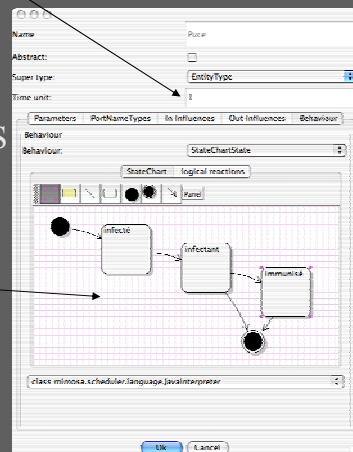 Name Puce
Abstract:
Super type: EntityType
Time unit:
S
Parameters PortNameTypes In Influences Out Influences Behaviour
Behaviour
Behaviour: StateChartState
StateChart logical reactions
Panel
infecté
infectant
Immunisé
class mimosa.scheduler.language.JavaInterpreter
Ok Cancel